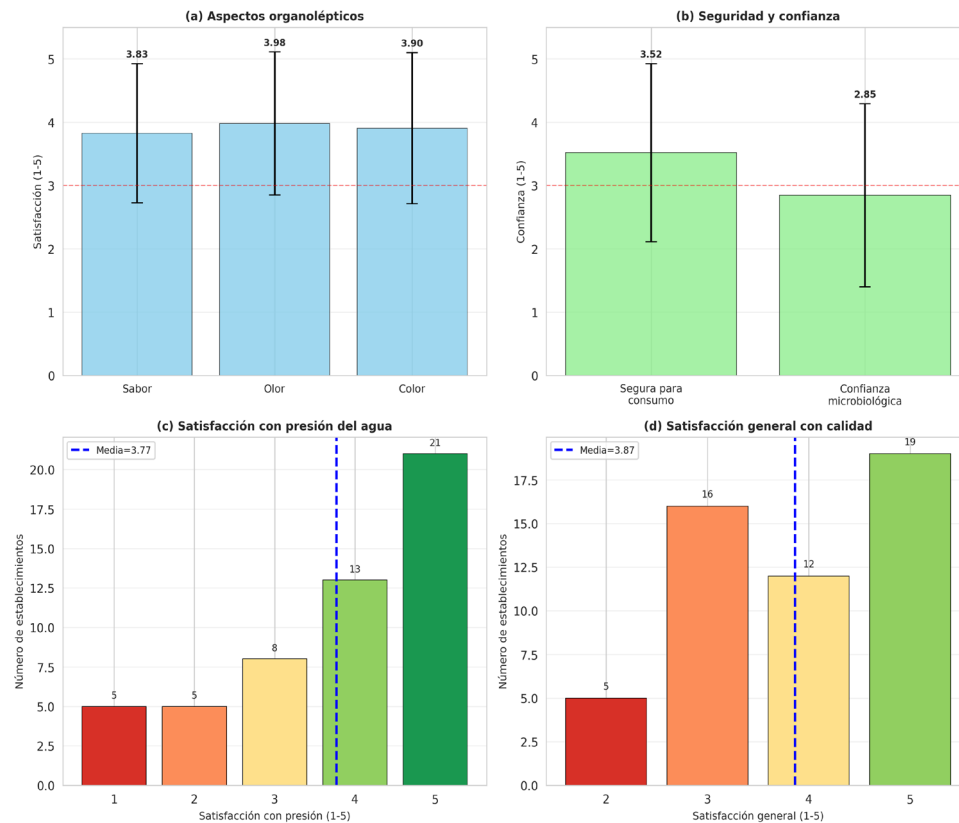 (a) Aspectos organolépticos
Satisfacción (1-5)
5
4
3
2
1
0
3.83
3.98
3.90
Sabor
Olor
Color
(b) Seguridad y confianza
Confianza (1-5)
5
4
3
2
1
0
3.52
2.85
Segura para
consumo
Confianza
microbiológica
(c) Satisfacción con presión del agua
Media=3.77
Número de establecimientos
20.0
17.5
15.0
12.5
10.0
7.5
5.0
2.5
0.0
5
5
8
13
21
1
2
3
4
5
Satisfacción con presión (1-5)
(d) Satisfacción general con calidad
Media=3.87
Número de establecimientos
17.5
15.0
12.5
10.0
7.5
5.0
2.5
0.0
5
16
12
19
2
3
4
5
Satisfacción general (1-5)